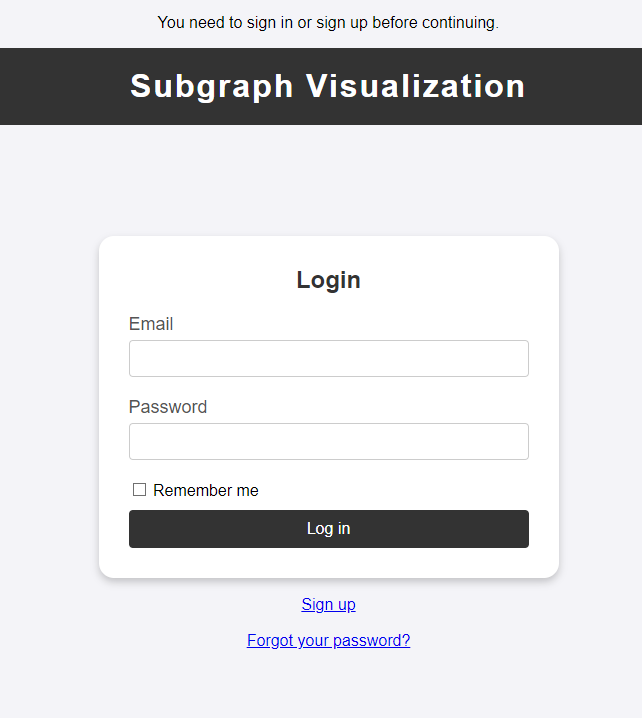 You need to sign in or sign up before continuing.
Subgraph Visualization
Login
Email
Password
Remember me
Log in
Sign up
Forgot your password?